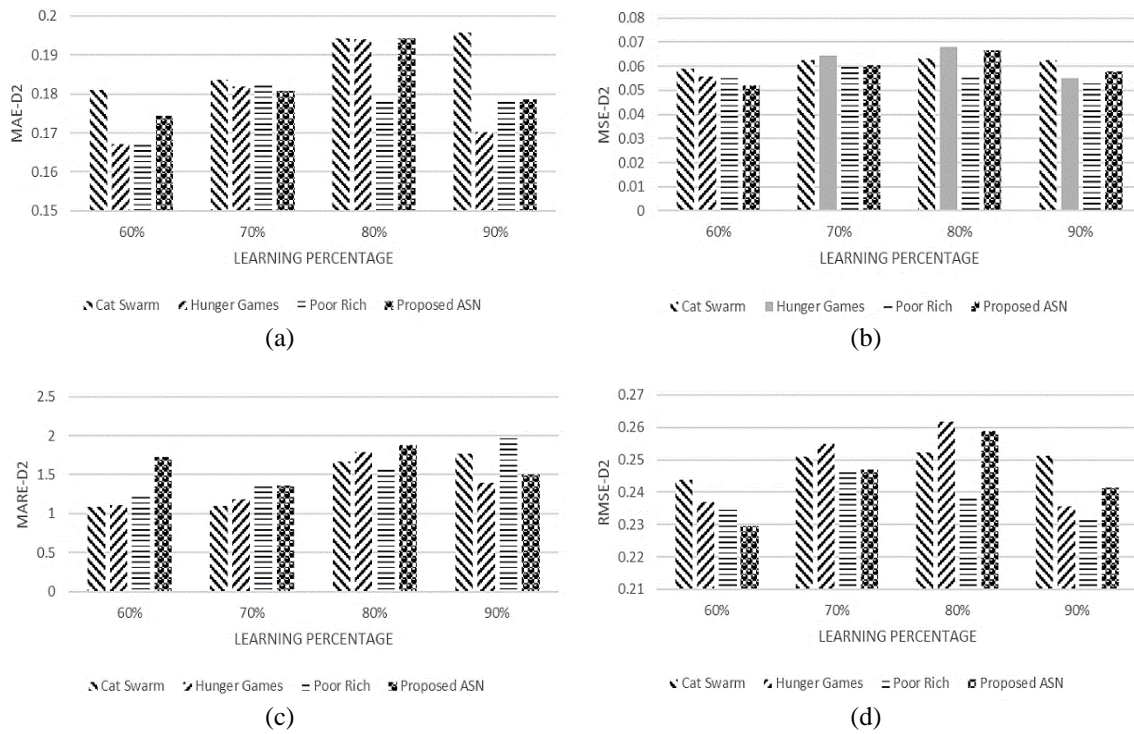 0.2
0.19
0.18
0.17
0.16
0.15
MAE-D2
60% 70% 80% 90%
LEARNING PERCENTAGE
Cat Swarm Hunger Games Poor Rich Proposed ASN
(a)
0.08
0.07
0.06
0.05
0.04
0.03
0.02
0.01
0
MSE-D2
60% 70% 80% 90%
LEARNING PERCENTAGE
Cat Swarm Hunger Games Poor Rich Proposed ASN
(b)
2.5
2
1.5
1
0.5
0
MARE-D2
60% 70% 80% 90%
LEARNING PERCENTAGE
Cat Swarm Hunger Games Poor Rich Proposed ASN
(c)
0.27
0.26
0.25
0.24
0.23
0.22
0.21
RMSE-D2
60% 70% 80% 90%
LEARNING PERCENTAGE
Cat Swarm Hunger Games Poor Rich Proposed ASN
(d)